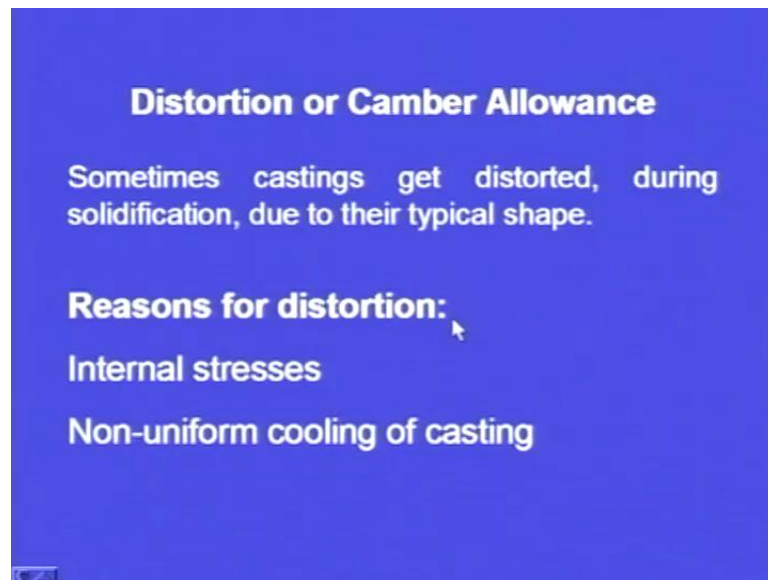 Distortion or Camber Allowance
Sometimes castings get distorted, during
solidification, due to their typical shape.
Reasons for distortion:
Internal stresses
Non-uniform cooling of casting